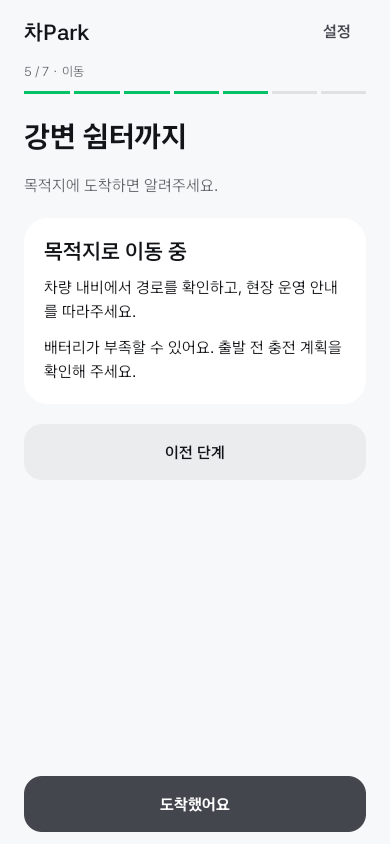 차Park
설정
5 / 7 · 이동
강변 쉼터까지
목적지에 도착하면 알려주세요.
목적지로 이동 중
차량 내비에서 경로를 확인하고, 현장 운영 안내
를 따라주세요.
배터리가 부족할 수 있어요. 출발 전 충전 계획을
확인해 주세요.
이전 단계
도착했어요